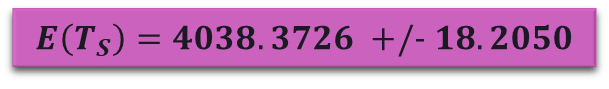 E(T_S) = 4038.3726 +/- 18.2050